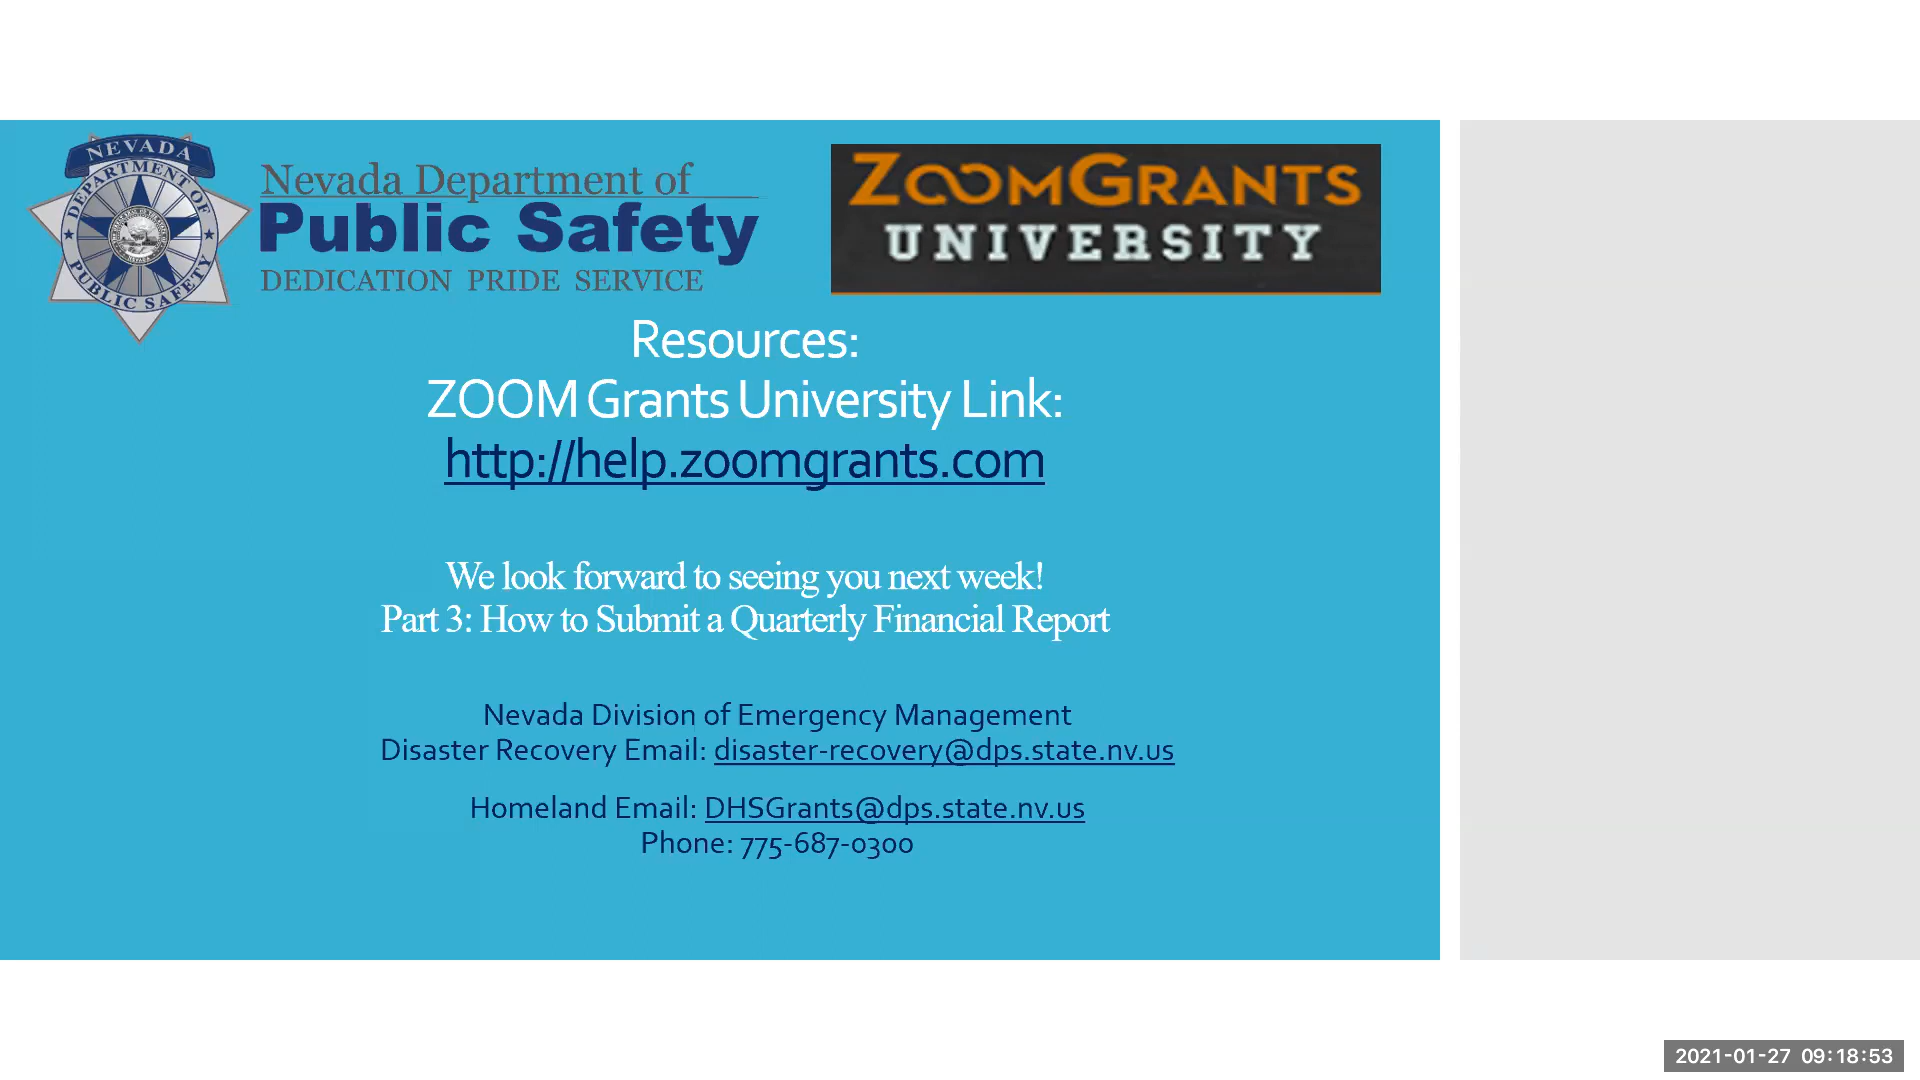 NEVADA
DEPARTMENT OF
PUBLIC SAFETY
Nevada Department of
Public Safety
DEDICATION PRIDE SERVICE
ZOOMGRANTS
UNIVERSITY
Resources:
ZOOM Grants University Link:
http://help.zoomgrants.com
We look forward to seeing you next week!
Part 3: How to Submit a Quarterly Financial Report
Nevada Division of Emergency Management
Disaster Recovery Email: disaster-recovery@dps.state.nv.us
Homeland Email: DHSGrants@dps.state.nv.us
Phone: 775-687-0300
2021-01-27 09:18:53